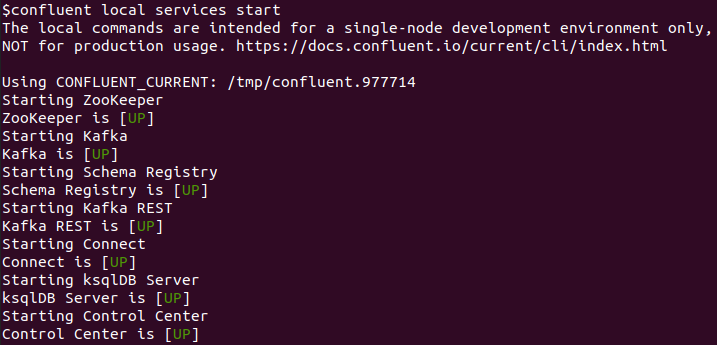 $confluent local services start
The local commands are intended for a single-node development environment only,
NOT for production usage. https://docs.confluent.io/current/cli/index.html
Using CONFLUENT_CURRENT: /tmp/confluent.977714
Starting ZooKeeper
ZooKeeper is [UP]
Starting Kafka
Kafka is [UP]
Starting Schema Registry
Schema Registry is [UP]
Starting Kafka REST
Kafka REST is [UP]
Starting Connect
Connect is [UP]
Starting ksqlDB Server
ksqlDB Server is [UP]
Starting Control Center
Control Center is [UP]